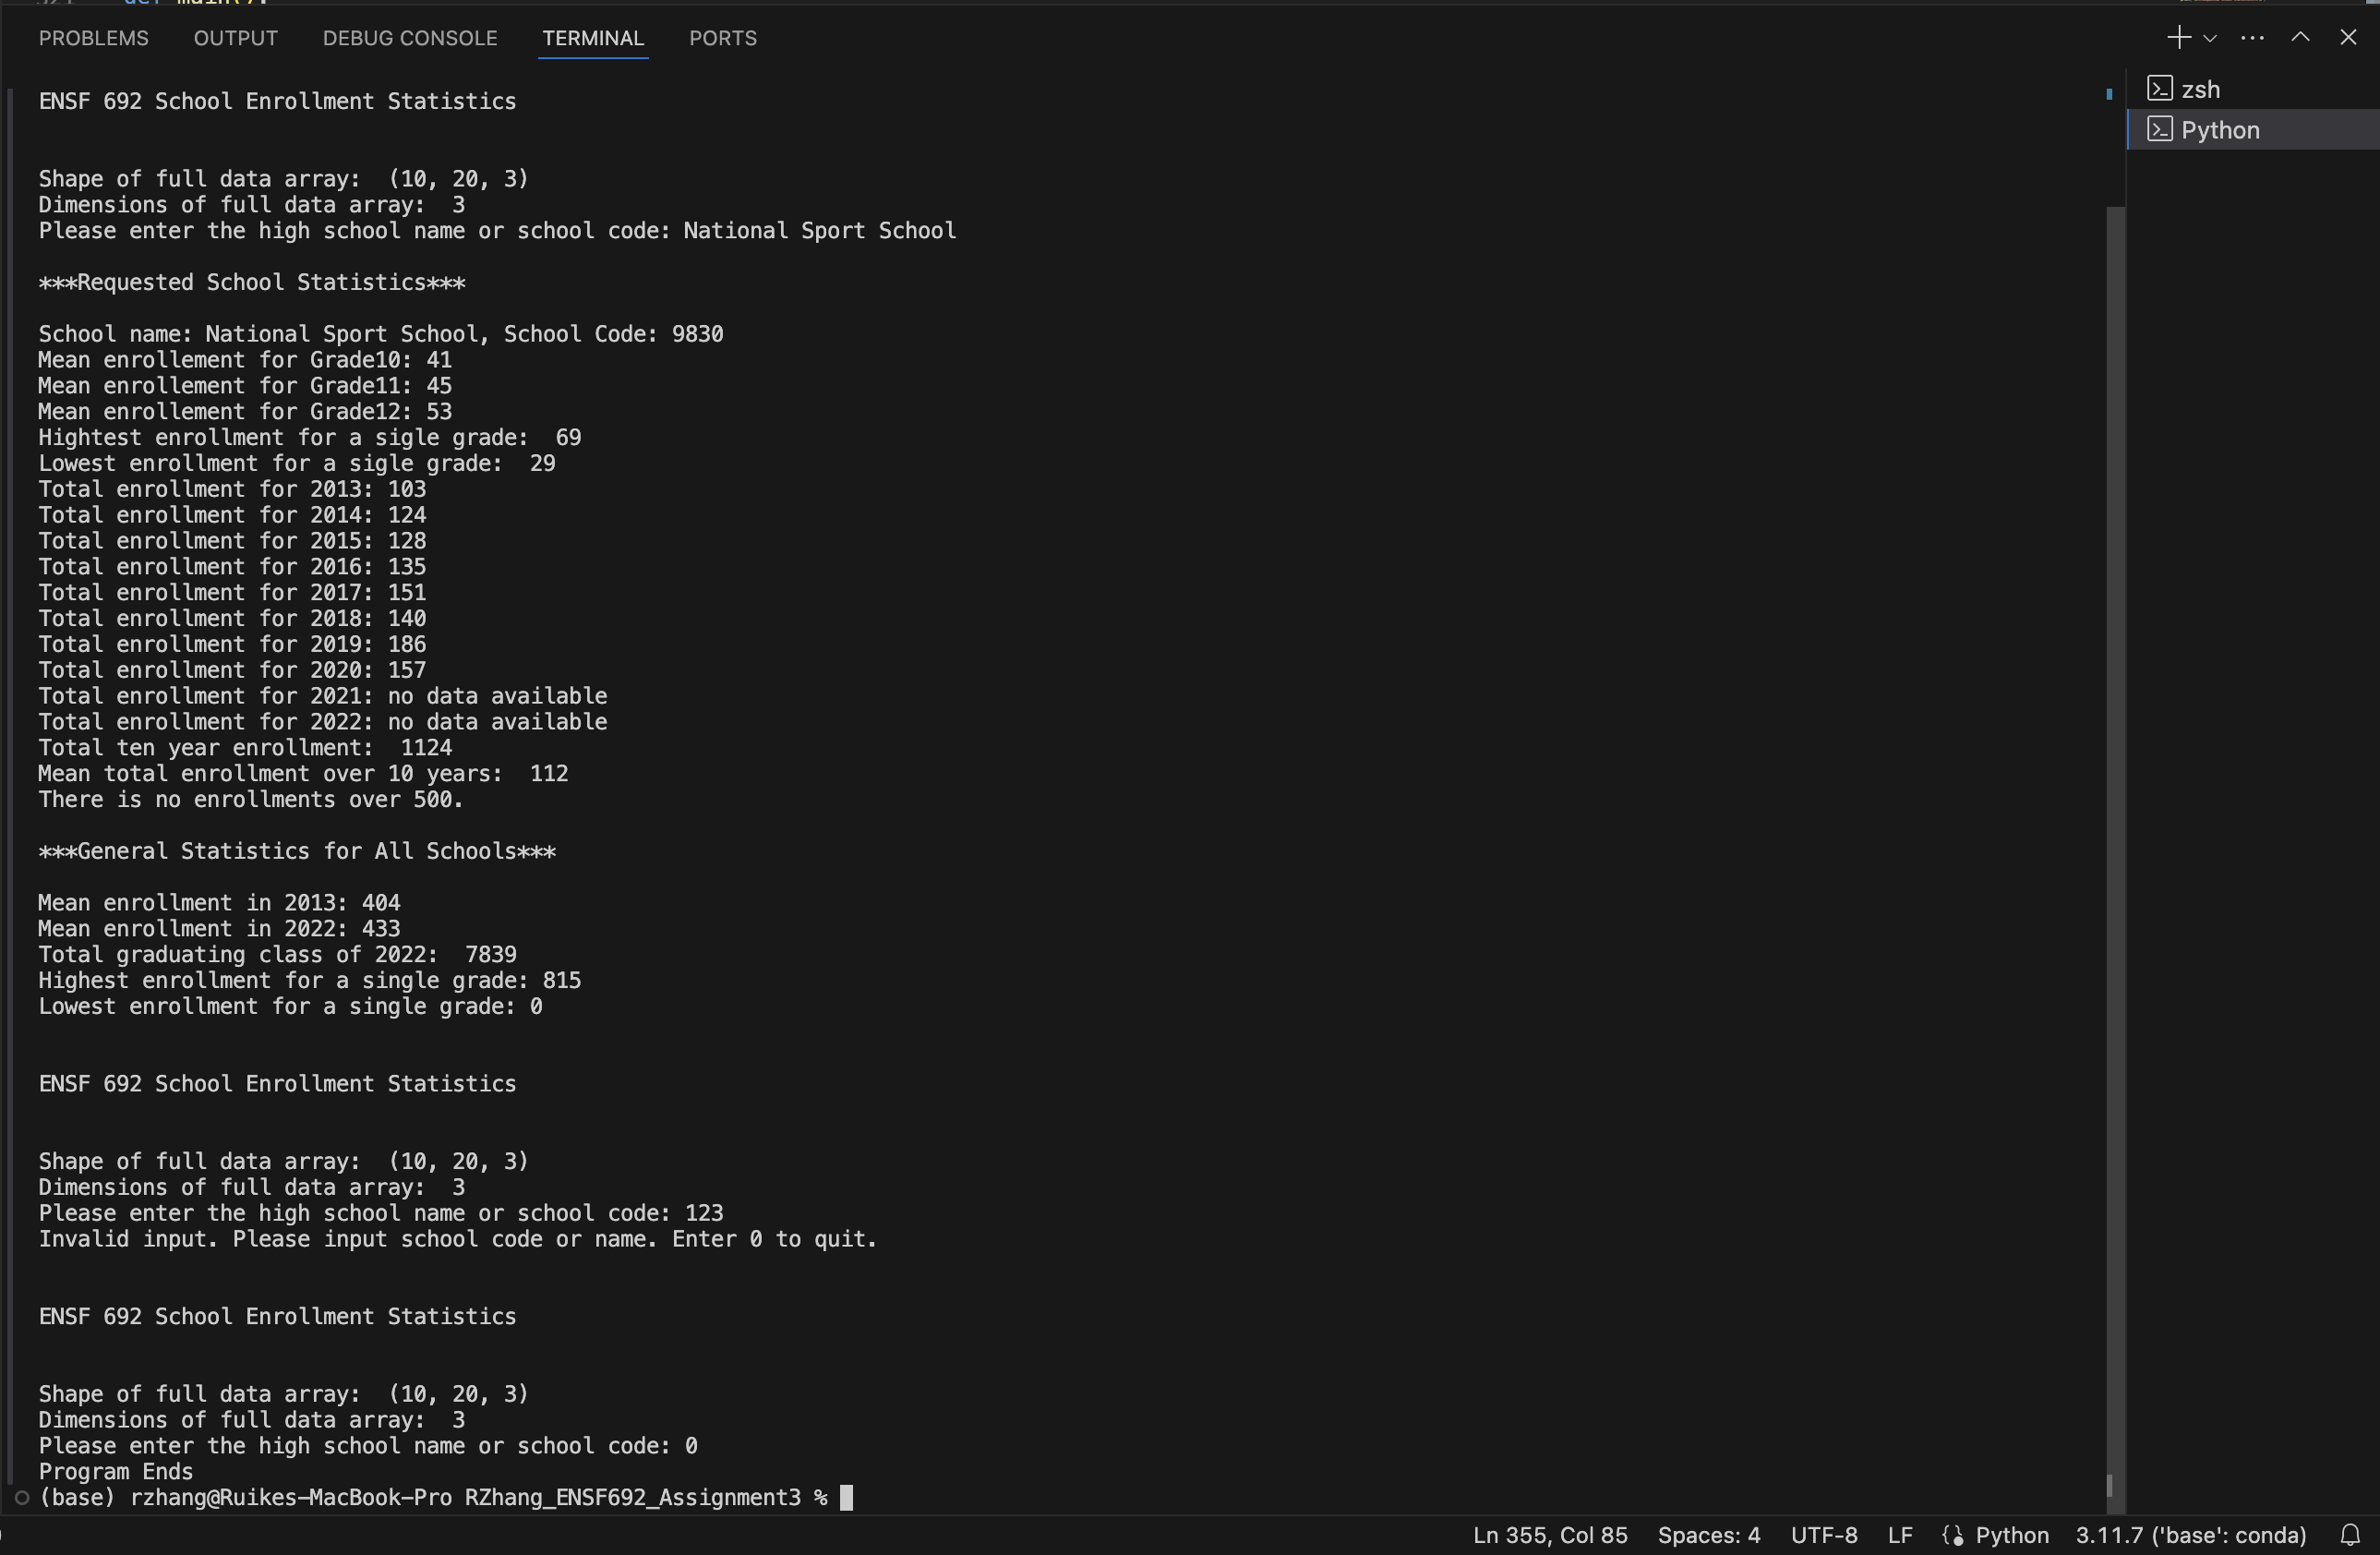 PROBLEMS OUTPUT DEBUG CONSOLE TERMINAL PORTS
zsh
Python
ENSF 692 School Enrollment Statistics
Shape of full data array:  (10, 20, 3)
Dimensions of full data array:  3
Please enter the high school name or school code: National Sport School
***Requested School Statistics***
School name: National Sport School, School Code: 9830
Mean enrollement for Grade10: 41
Mean enrollement for Grade11: 45
Mean enrollement for Grade12: 53
Hightest enrollment for a sigle grade:  69
Lowest enrollment for a sigle grade:  29
Total enrollment for 2013: 103
Total enrollment for 2014: 124
Total enrollment for 2015: 128
Total enrollment for 2016: 135
Total enrollment for 2017: 151
Total enrollment for 2018: 140
Total enrollment for 2019: 186
Total enrollment for 2020: 157
Total enrollment for 2021: no data available
Total enrollment for 2022: no data available
Total ten year enrollment:  1124
Mean total enrollment over 10 years:  112
There is no enrollments over 500.
***General Statistics for All Schools***
Mean enrollment in 2013: 404
Mean enrollment in 2022: 433
Total graduating class of 2022:  7839
Highest enrollment for a single grade: 815
Lowest enrollment for a single grade: 0
ENSF 692 School Enrollment Statistics
Shape of full data array:  (10, 20, 3)
Dimensions of full data array:  3
Please enter the high school name or school code: 123
Invalid input. Please input school code or name. Enter 0 to quit.
ENSF 692 School Enrollment Statistics
Shape of full data array:  (10, 20, 3)
Dimensions of full data array:  3
Please enter the high school name or school code: 0
Program Ends
(base) rzhang@Ruikes-MacBook-Pro RZhang_ENSF692_Assignment3 %
Ln 355, Col 85 Spaces: 4 UTF-8 LF Python 3.11.7 ('base': conda)